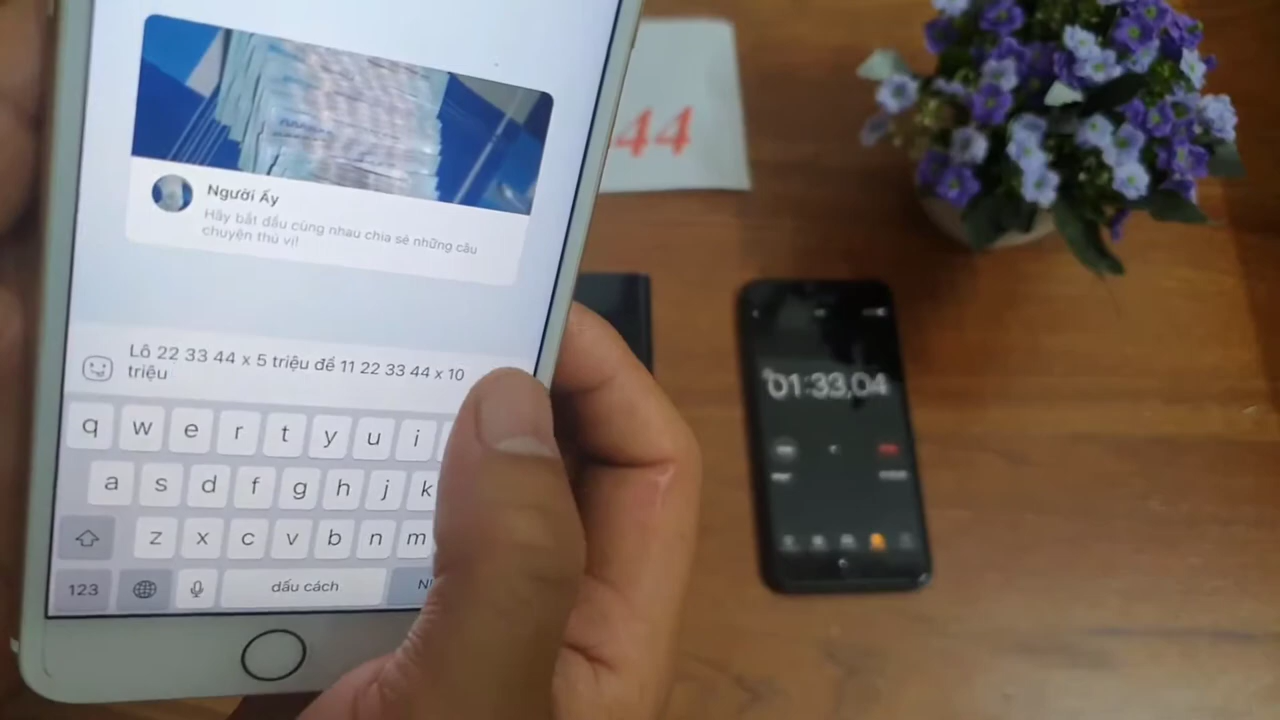 Người Ấy
Hãy bắt đầu cùng nhau chia sẻ những câu
chuyện thú vị!
Lô 22 33 44 x 5 triệu đề 11 22 33 44 x 10
triệu
q w e r t y u i
a s d f g h j k
z x c v b n m
123 dấu cách
44
01:33,04